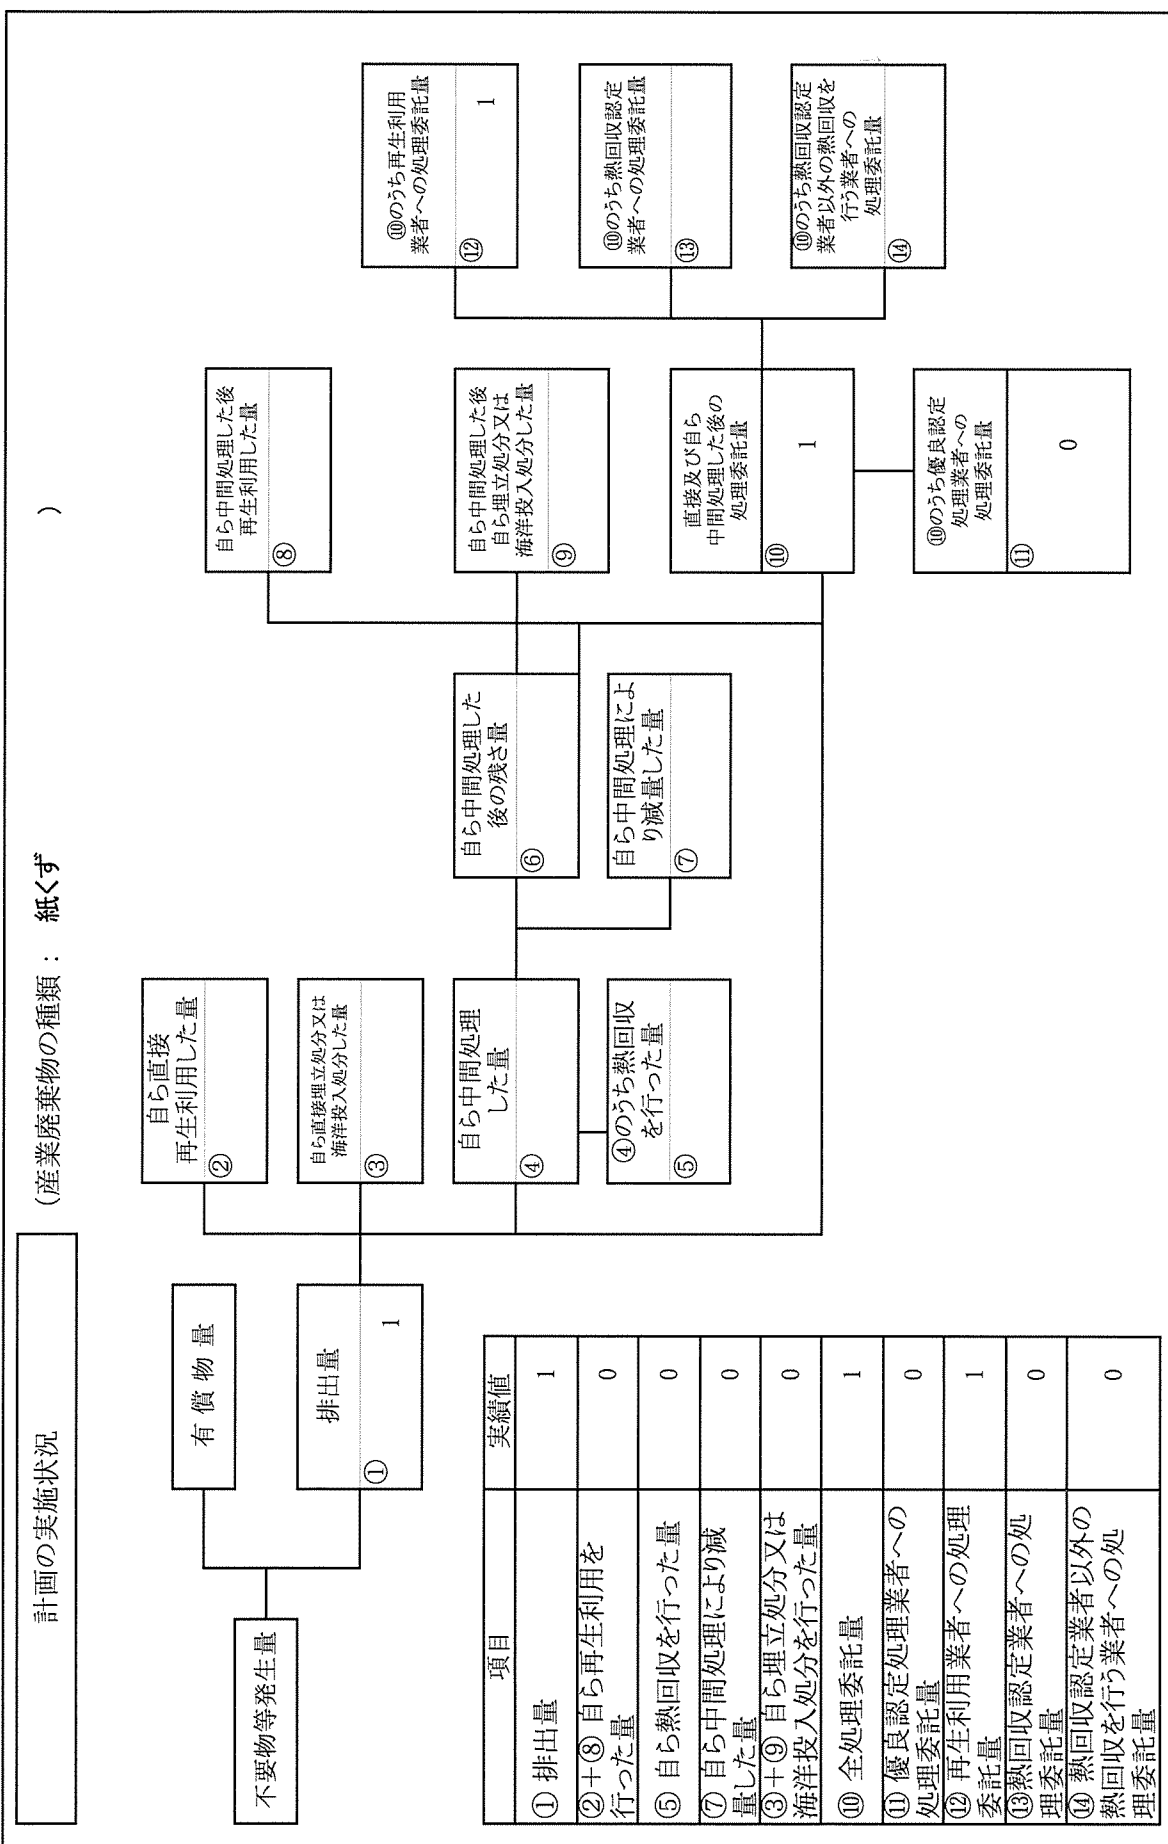 計画の実施状況
(産業廃棄物の種類： 紙くず )
不要物等発生量
有 償 物 量
排出量
① 1
自ら直接
再生利用した量
②
自ら直接埋立処分又は
海洋投入処分した量
③
自ら中間処理
した量
④
④のうち熱回収
を行った量
⑤
自ら中間処理した
後の残さ量
⑥
自ら中間処理によ
り減量した量
⑦
自ら中間処理した後
再生利用した量
⑧
自ら中間処理した後
自ら埋立処分又は
海洋投入処分した量
⑨
直接及び自ら
中間処理した後の
処理委託量
⑩ 1
⑩のうち優良認定
処理業者への
処理委託量
⑪ 0
⑩のうち再生利用
業者への処理委託量
⑫ 1
⑩のうち熱回収認定
業者への処理委託量
⑬
⑩のうち熱回収認定
業者以外の熱回収を
行う業者への
処理委託量
⑭
項目 実績値
① 排出量 1
②+⑧ 自ら再生利用を
行った量 0
⑤ 自ら熱回収を行った量 0
⑦ 自ら中間処理により減
量した量 0
③+⑨ 自ら埋立処分又は
海洋投入処分を行った量 0
⑩ 全処理委託量 1
⑪ 優良認定処理業者への
処理委託量 0
⑫ 再生利用業者への処理
委託量 1
⑬熱回収認定業者への処
理委託量 0
⑭ 熱回収認定業者以外の
熱回収を行う業者への処
理委託量 0